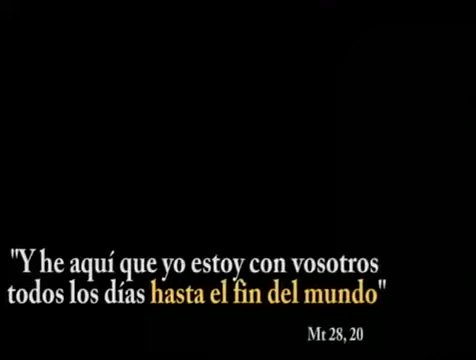 "Y he aquí que yo estoy con vosotros
todos los días hasta el fin del mundo"
Mt 28, 20